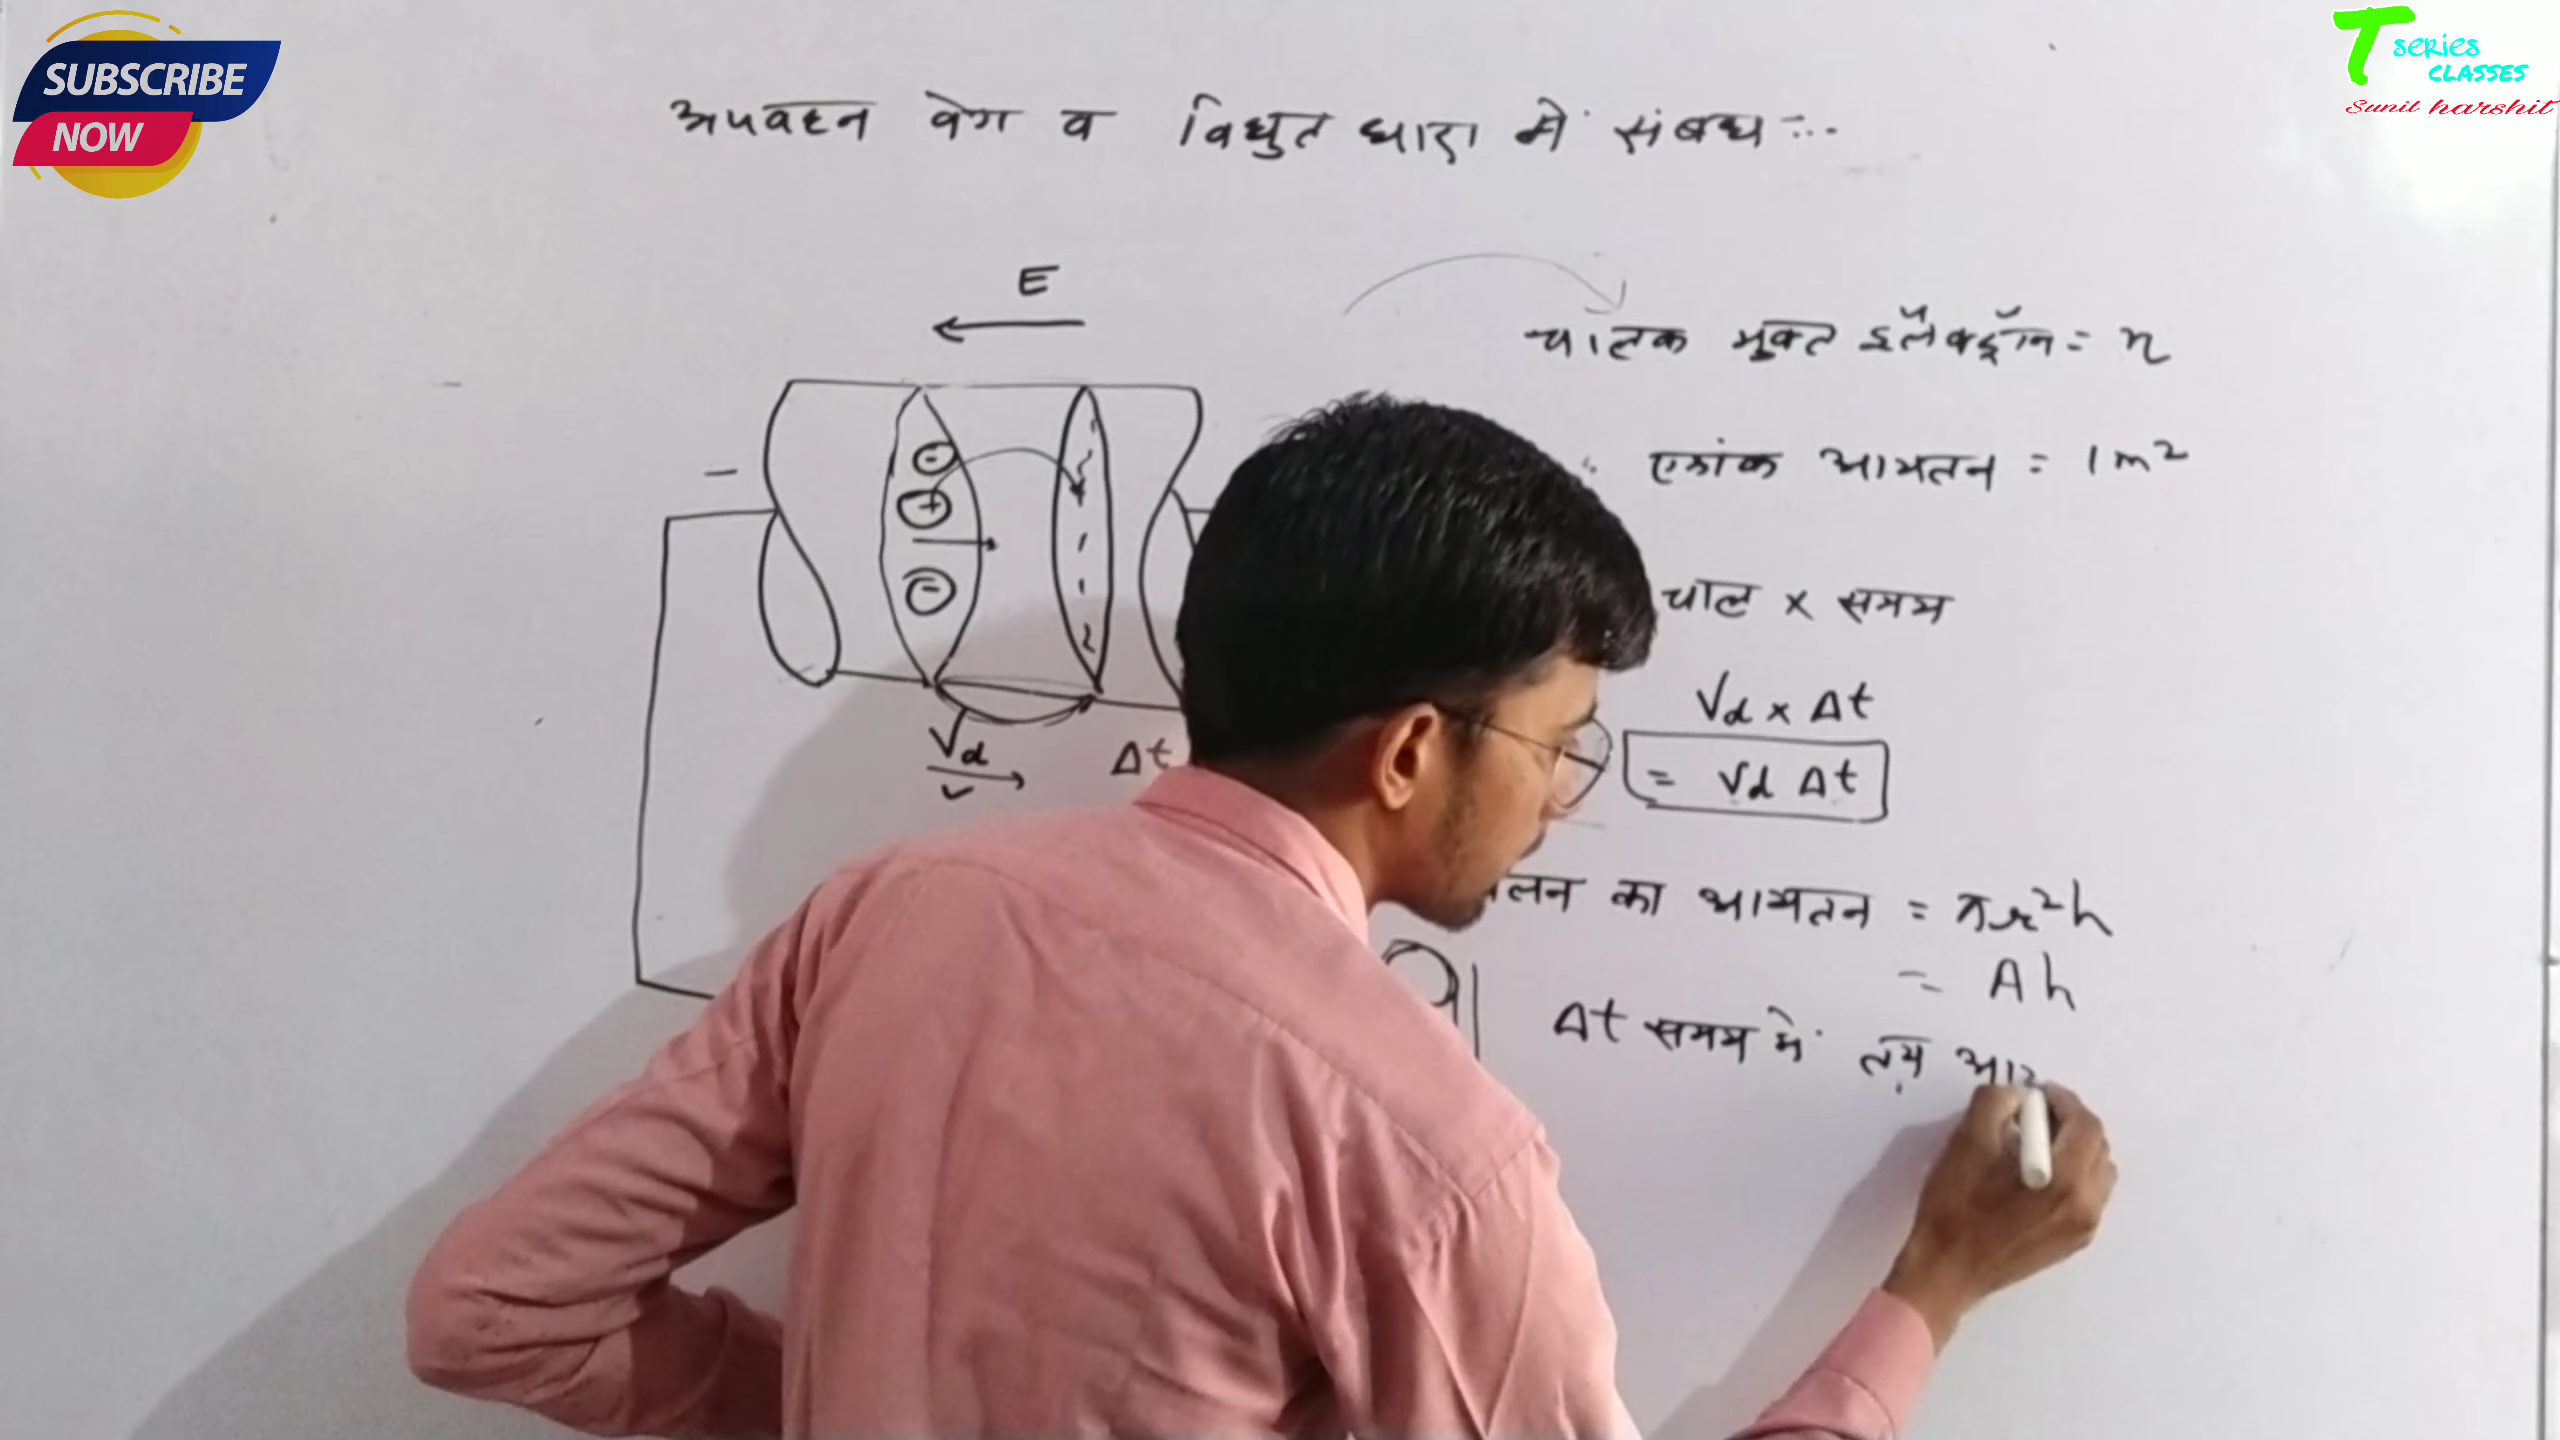 SUBSCRIBE
NOW
T series
CLASSES
Sunil harshit
अपवहन वेग व विधुत धारा में संबंध :-
E
चालक मुक्त इलेक्ट्रॉन = n
एकांक आयतन = 1 m²
-
+
-
-
चाल × समय
Vd × Δt
= Vd Δt
Vd
Δt
का आयतन = πr²h
= Ah
Δt समय में तय